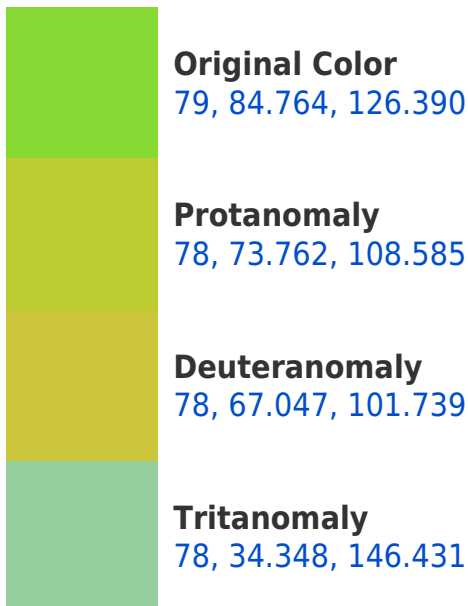 Original Color
79, 84.764, 126.390
Protanomaly
78, 73.762, 108.585
Deuteranomaly
78, 67.047, 101.739
Tritanomaly
78, 34.348, 146.431